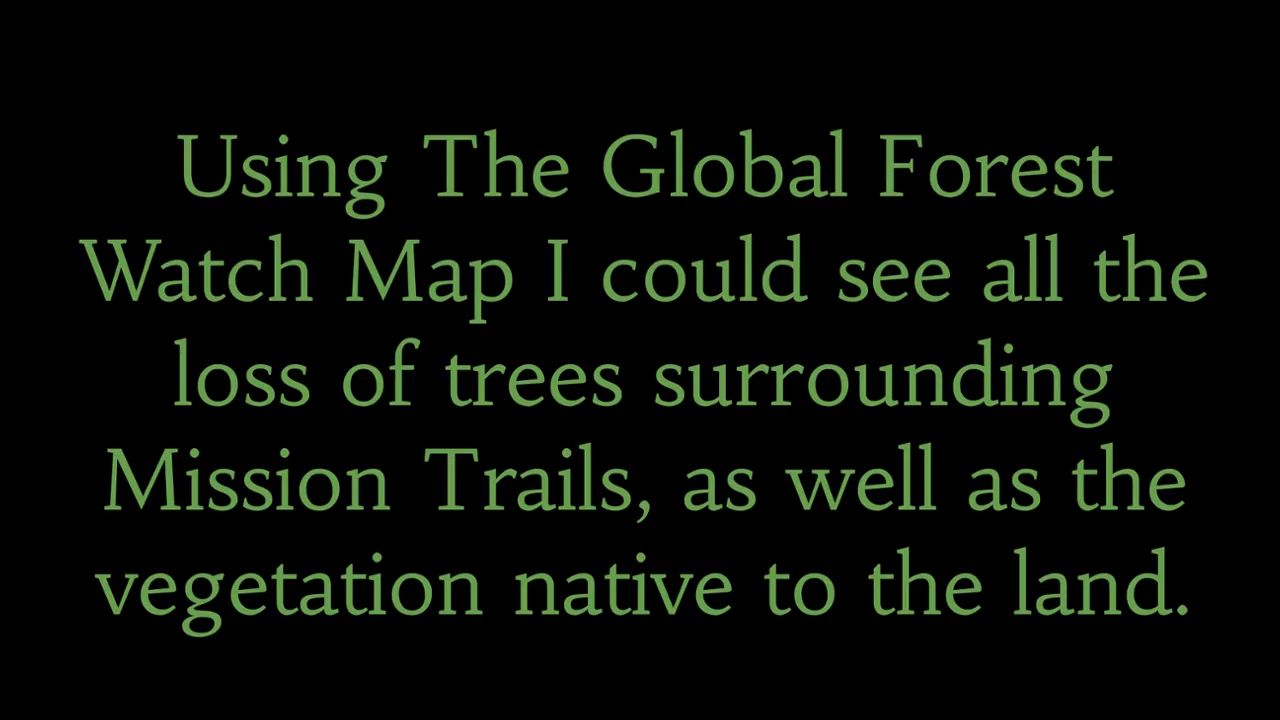 Using The Global Forest
Watch Map I could see all the
loss of trees surrounding
Mission Trails, as well as the
vegetation native to the land.